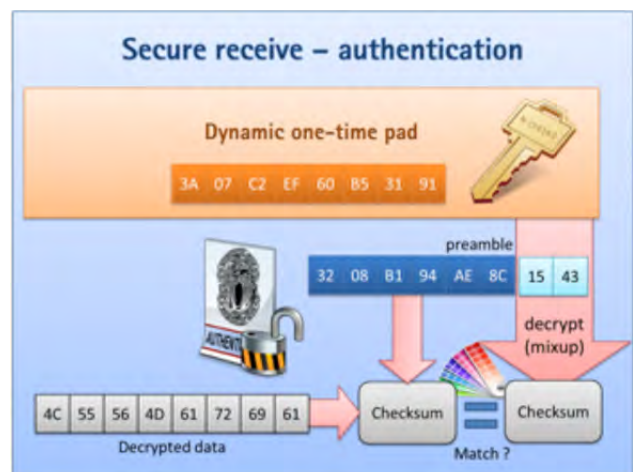 Secure receive – authentication
Dynamic one-time pad
3A 07 C2 EF 60 B5 31 91
preamble
32 08 B1 94 AE 8C 15 43
decrypt
(mixup)
4C 55 56 4D 61 72 69 61
Checksum
Checksum
Decrypted data
Match ?